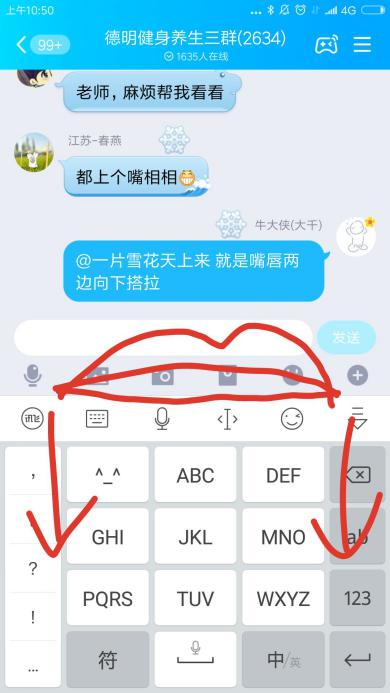 上午10:50
4G
99+
德明健身养生三群(2634)
1635人在线
老师，麻烦帮我看看
江苏-春燕
都上个嘴相相
牛大侠(大千)
@一片雪花天上来 就是嘴唇两
边向下搭拉
发送
，
^_^
ABC
DEF
GHI
JKL
MNO
ab
?
PQRS
TUV
WXYZ
123
!
...
符
中/英